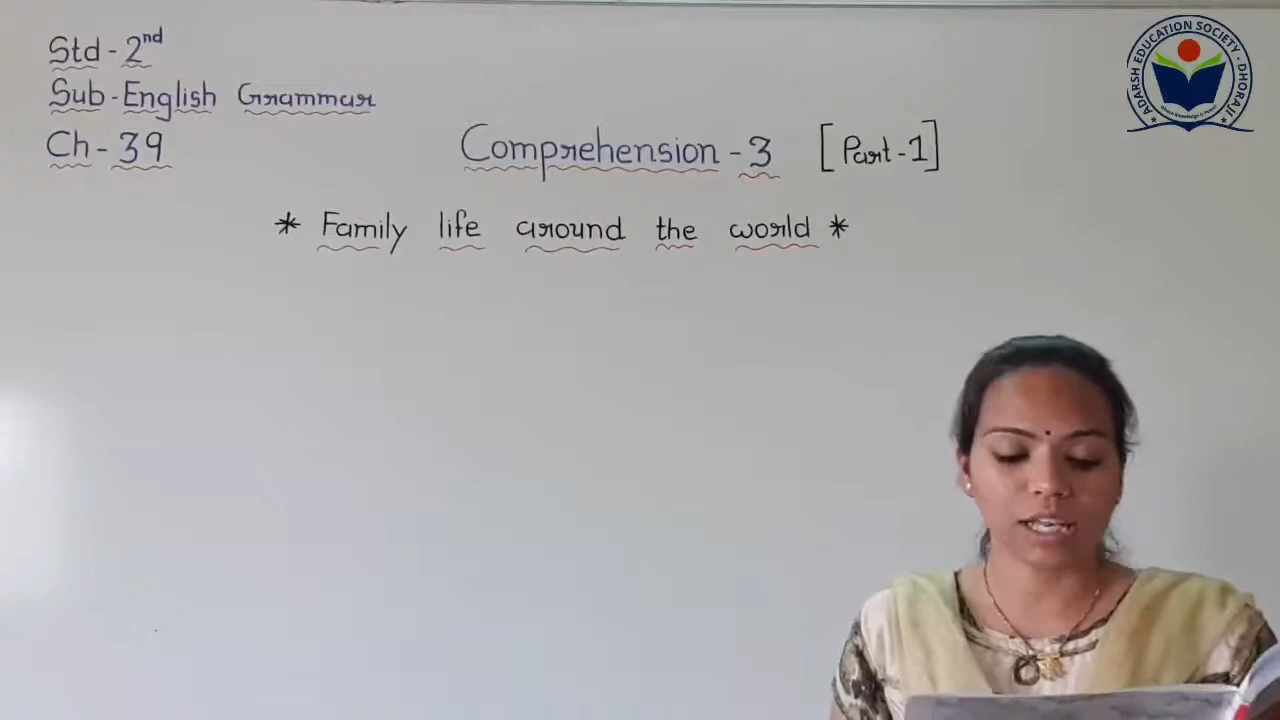 Std - 2nd
Sub - English Grammar
Ch - 39
Comprehension - 3 [Part - 1]
* Family life around the world *
ADARSH EDUCATION SOCIETY - DHORAJI